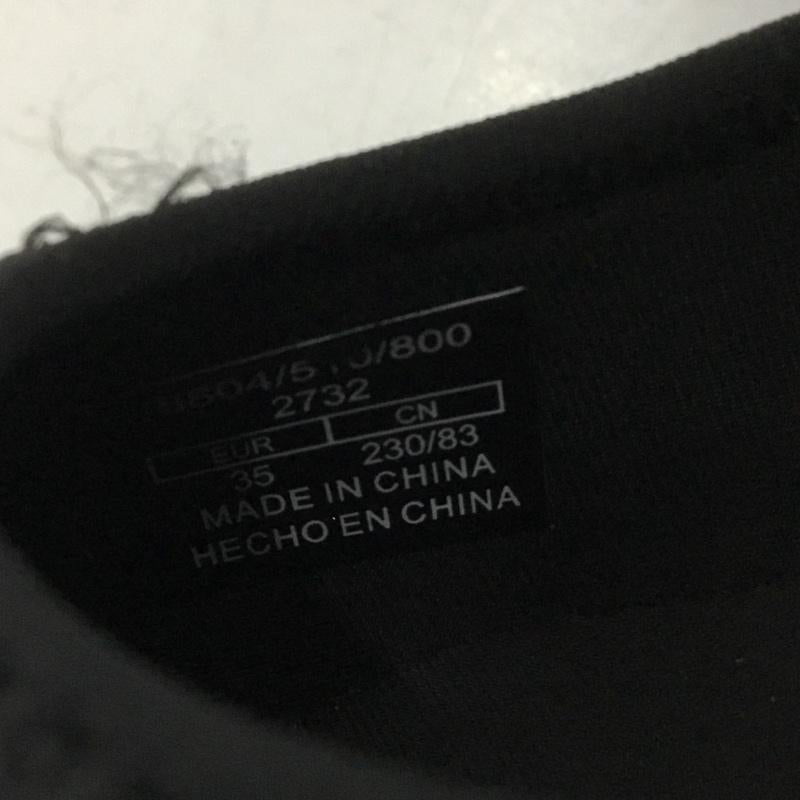 2732
EUR CN
35 230/83
MADE IN CHINA
HECHO EN CHINA